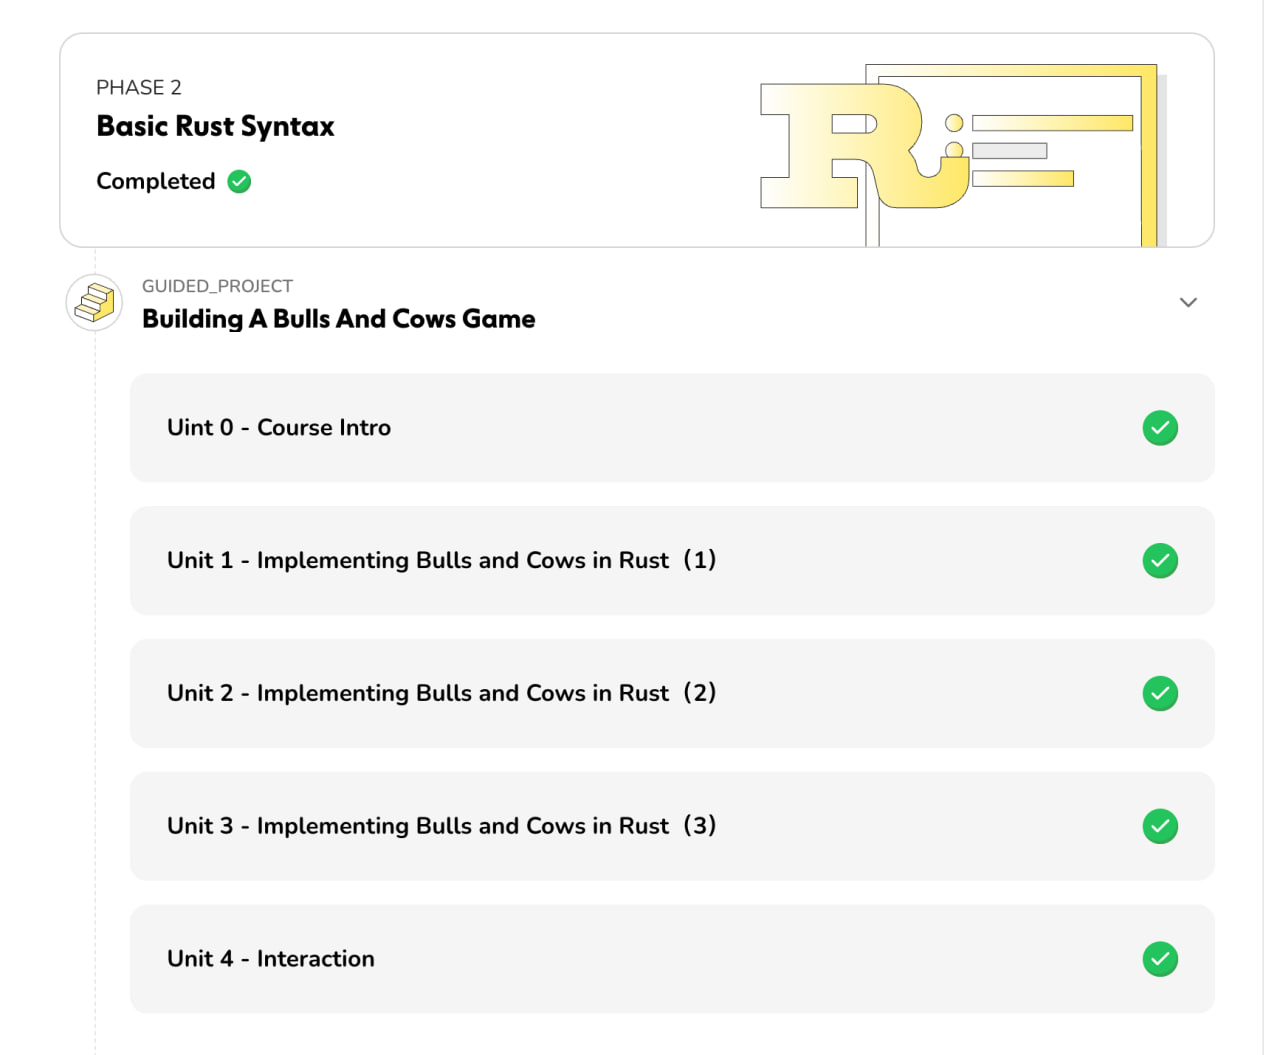 PHASE 2
Basic Rust Syntax
Completed
GUIDED_PROJECT
Building A Bulls And Cows Game
Uint 0 - Course Intro
Unit 1 - Implementing Bulls and Cows in Rust（1）
Unit 2 - Implementing Bulls and Cows in Rust（2）
Unit 3 - Implementing Bulls and Cows in Rust（3）
Unit 4 - Interaction